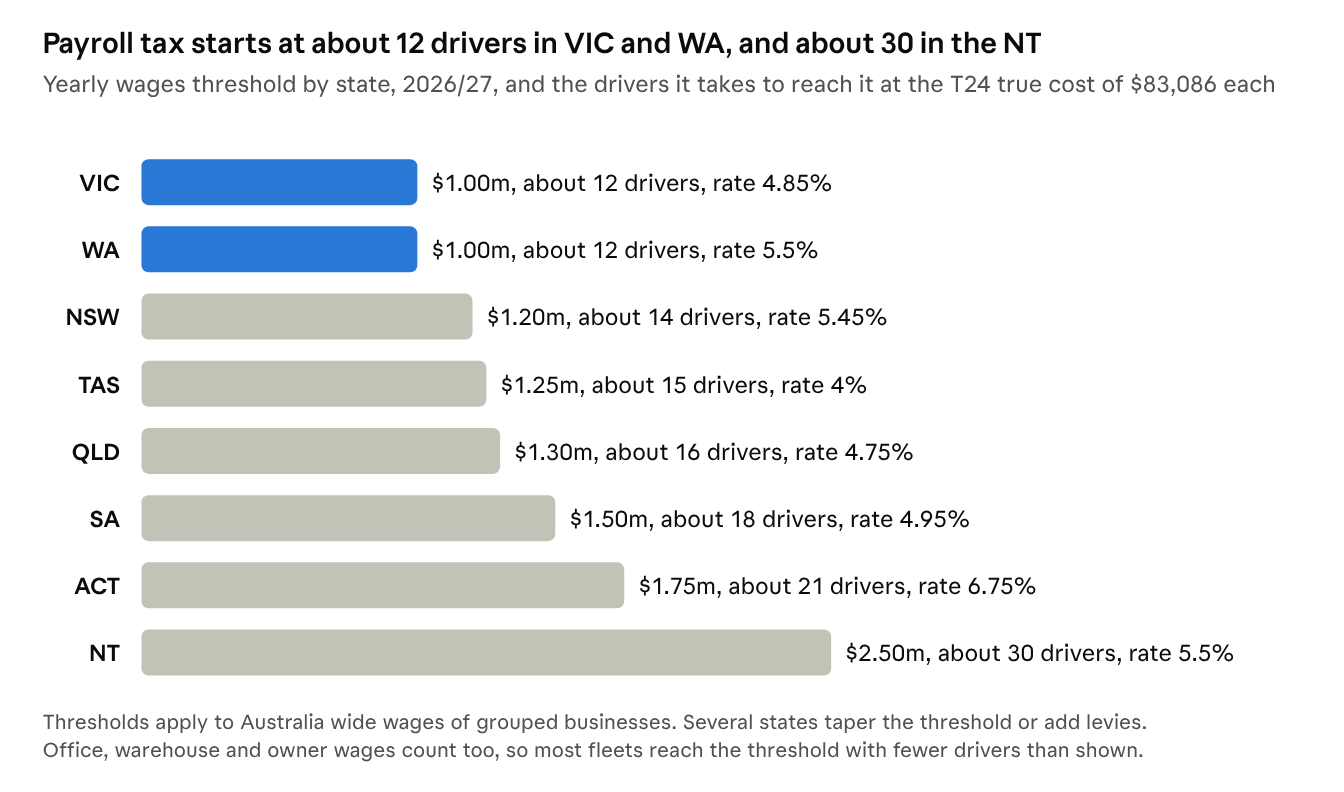 Payroll tax starts at about 12 drivers in VIC and WA, and about 30 in the NT
Yearly wages threshold by state, 2026/27, and the drivers it takes to reach it at the T24 true cost of $83,086 each
VIC $1.00m, about 12 drivers, rate 4.85%
WA $1.00m, about 12 drivers, rate 5.5%
NSW $1.20m, about 14 drivers, rate 5.45%
TAS $1.25m, about 15 drivers, rate 4%
QLD $1.30m, about 16 drivers, rate 4.75%
SA $1.50m, about 18 drivers, rate 4.95%
ACT $1.75m, about 21 drivers, rate 6.75%
NT $2.50m, about 30 drivers, rate 5.5%
Thresholds apply to Australia wide wages of grouped businesses. Several states taper the threshold or add levies.
Office, warehouse and owner wages count too, so most fleets reach the threshold with fewer drivers than shown.